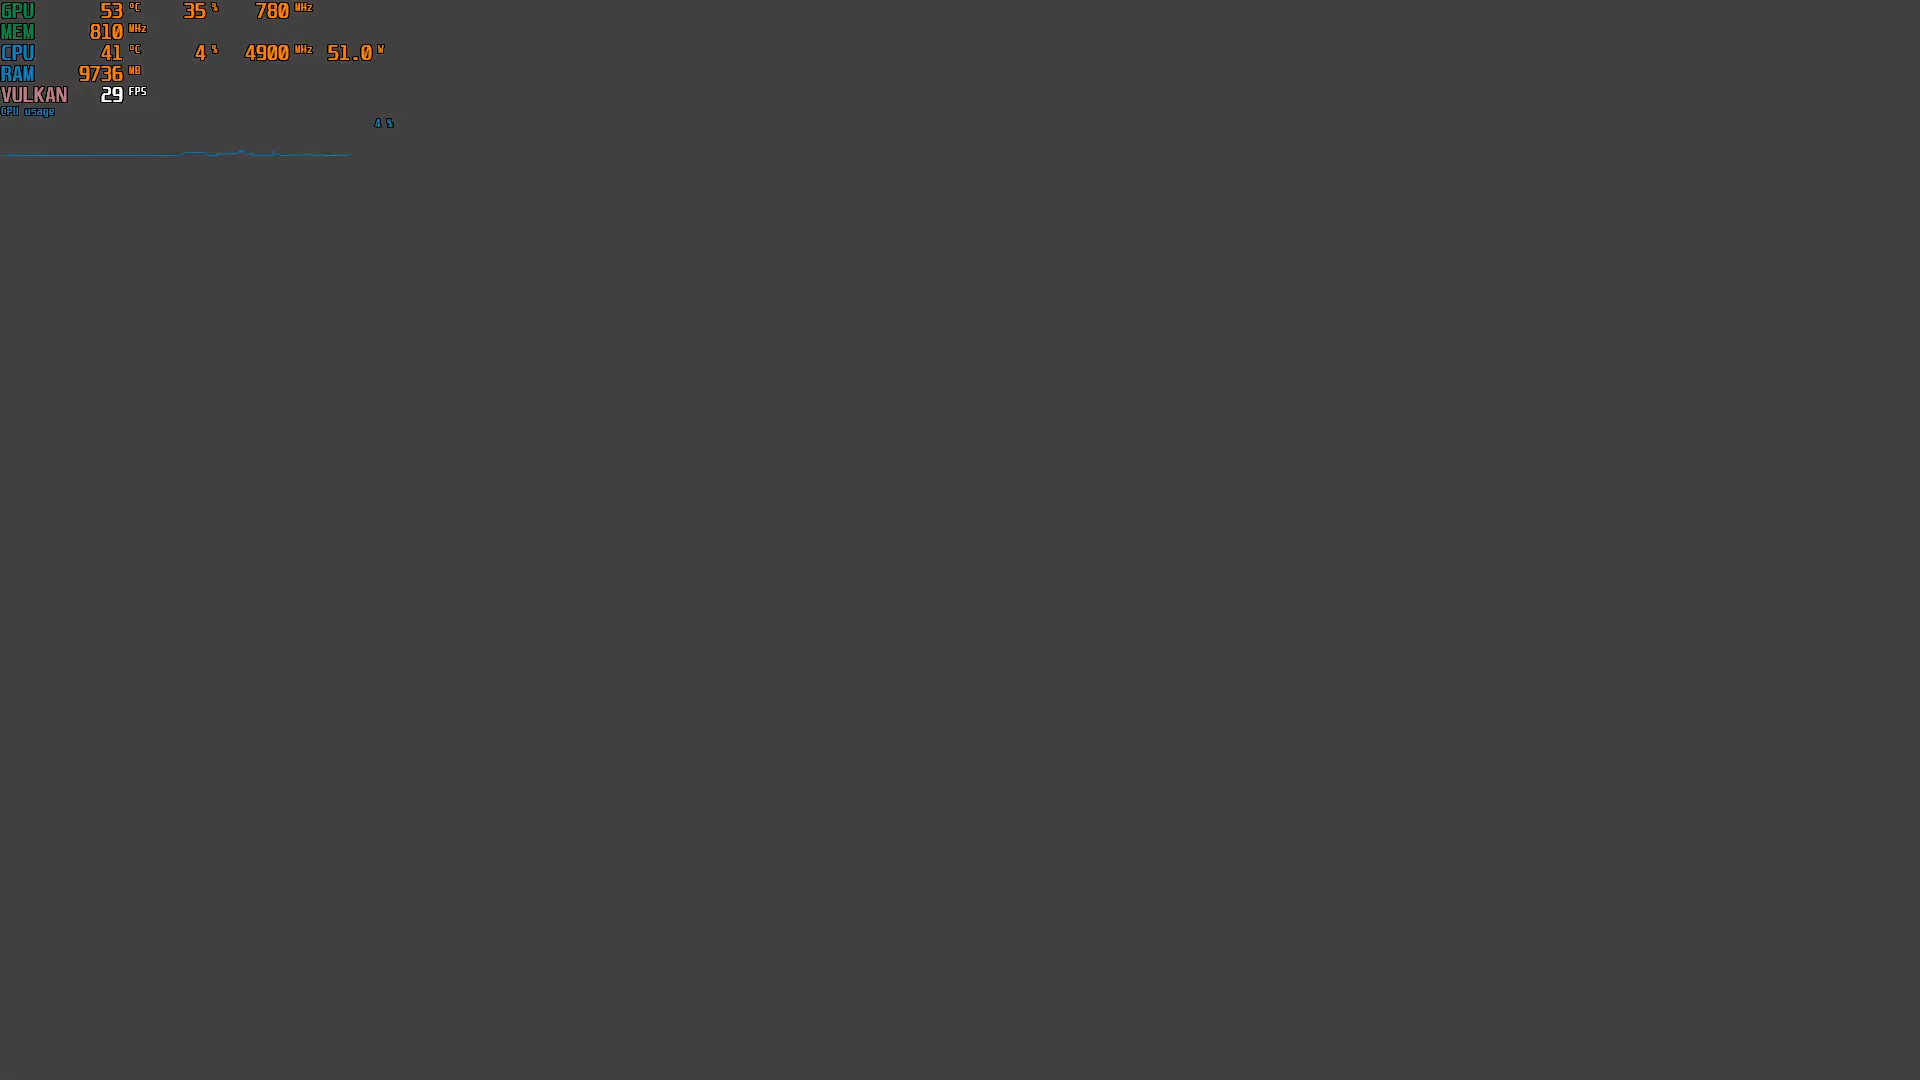 GPU 53 °C 35 % 780 MHz
MEM 810 MHz
CPU 41 °C 4 % 4900 MHz 51.0 W
RAM 9736 MB
VULKAN 29 FPS
CPU usage
4 %